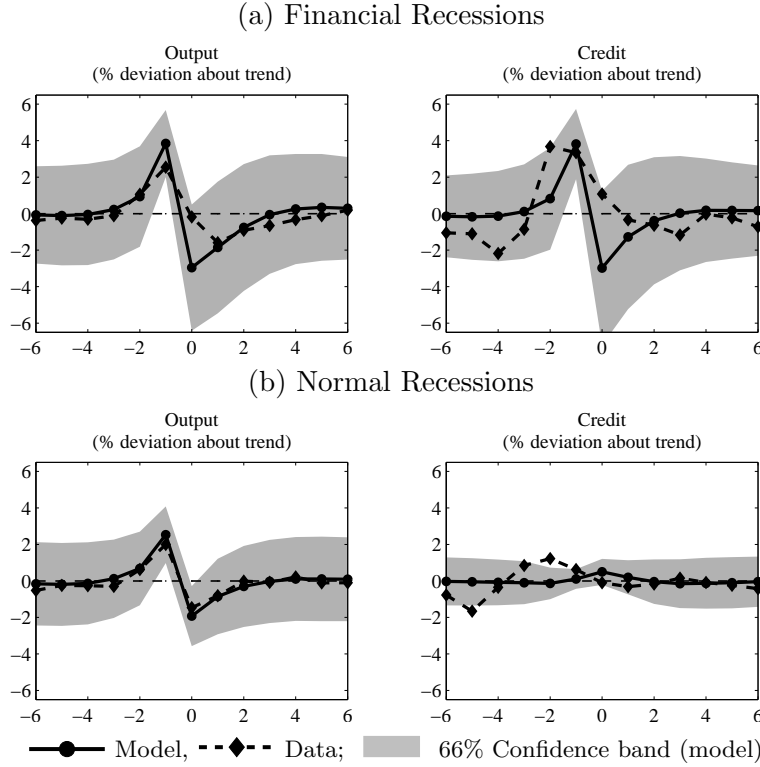 (a) Financial Recessions
Output
(% deviation about trend)
6
4
2
0
−2
−4
−6
−6 −4 −2 0 2 4 6
Credit
(% deviation about trend)
6
4
2
0
−2
−4
−6
−6 −4 −2 0 2 4 6
(b) Normal Recessions
Output
(% deviation about trend)
6
4
2
0
−2
−4
−6
−6 −4 −2 0 2 4 6
Credit
(% deviation about trend)
6
4
2
0
−2
−4
−6
−6 −4 −2 0 2 4 6
Model, Data; 66% Confidence band (model)